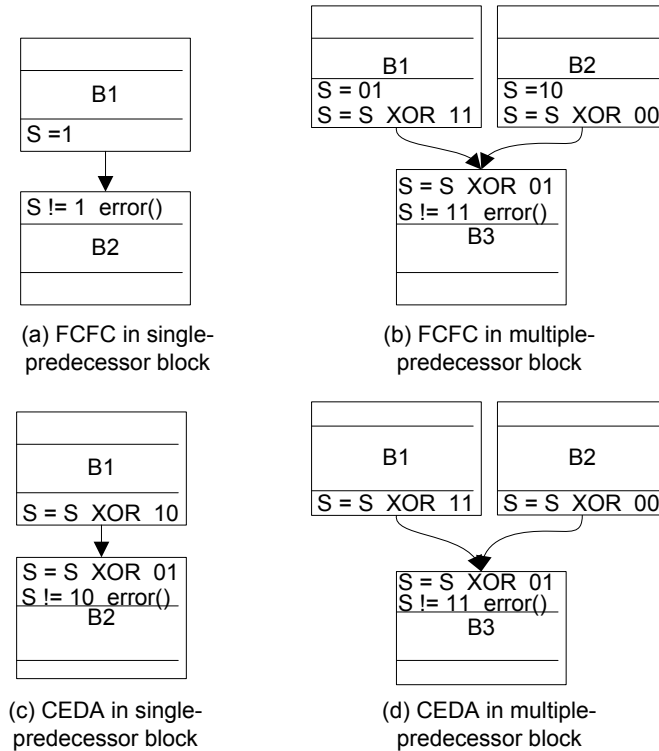 B1
S =1
S != 1 error()
B2
(a) FCFC in single-
predecessor block
B1
S = 01
S = S XOR 11
B2
S =10
S = S XOR 00
S = S XOR 01
S != 11 error()
B3
(b) FCFC in multiple-
predecessor block
B1
S = S XOR 10
S = S XOR 01
S != 10 error()
B2
(c) CEDA in single-
predecessor block
B1
S = S XOR 11
B2
S = S XOR 00
S = S XOR 01
S != 11 error()
B3
(d) CEDA in multiple-
predecessor block